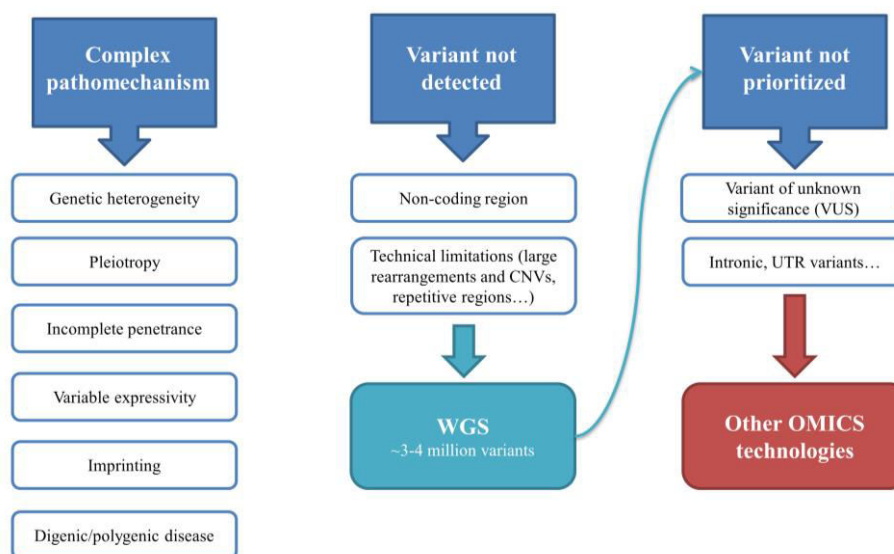 Complex
pathomechanism
Genetic heterogeneity
Pleiotropy
Incomplete penetrance
Variable expressivity
Imprinting
Digenic/polygenic disease
Variant not
detected
Non-coding region
Technical limitations (large
rearrangements and CNVs,
repetitive regions…)
WGS
~3-4 million variants
Variant not
prioritized
Variant of unknown
significance (VUS)
Intronic, UTR variants…
Other OMICS
technologies